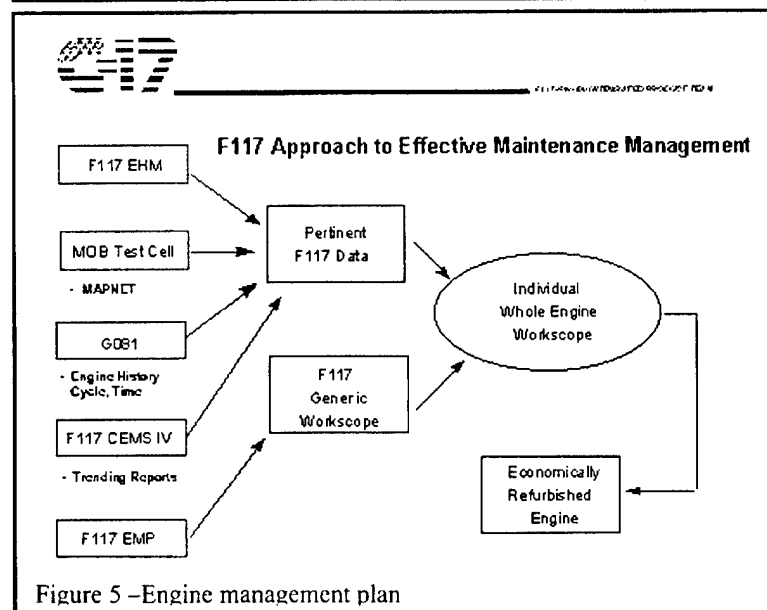 C-17
F117 Approach to Effective Maintenance Management
F117 EHM
MOB Test Cell
- MAPNET
G081
- Engine History
Cycle, Time
F117 CEMS IV
- Trending Reports
F117 EMP
Pertinent
F117 Data
F117
Generic
Workscope
Individual
Whole Engine
Workscope
Economically
Refurbished
Engine
Figure 5 –Engine management plan